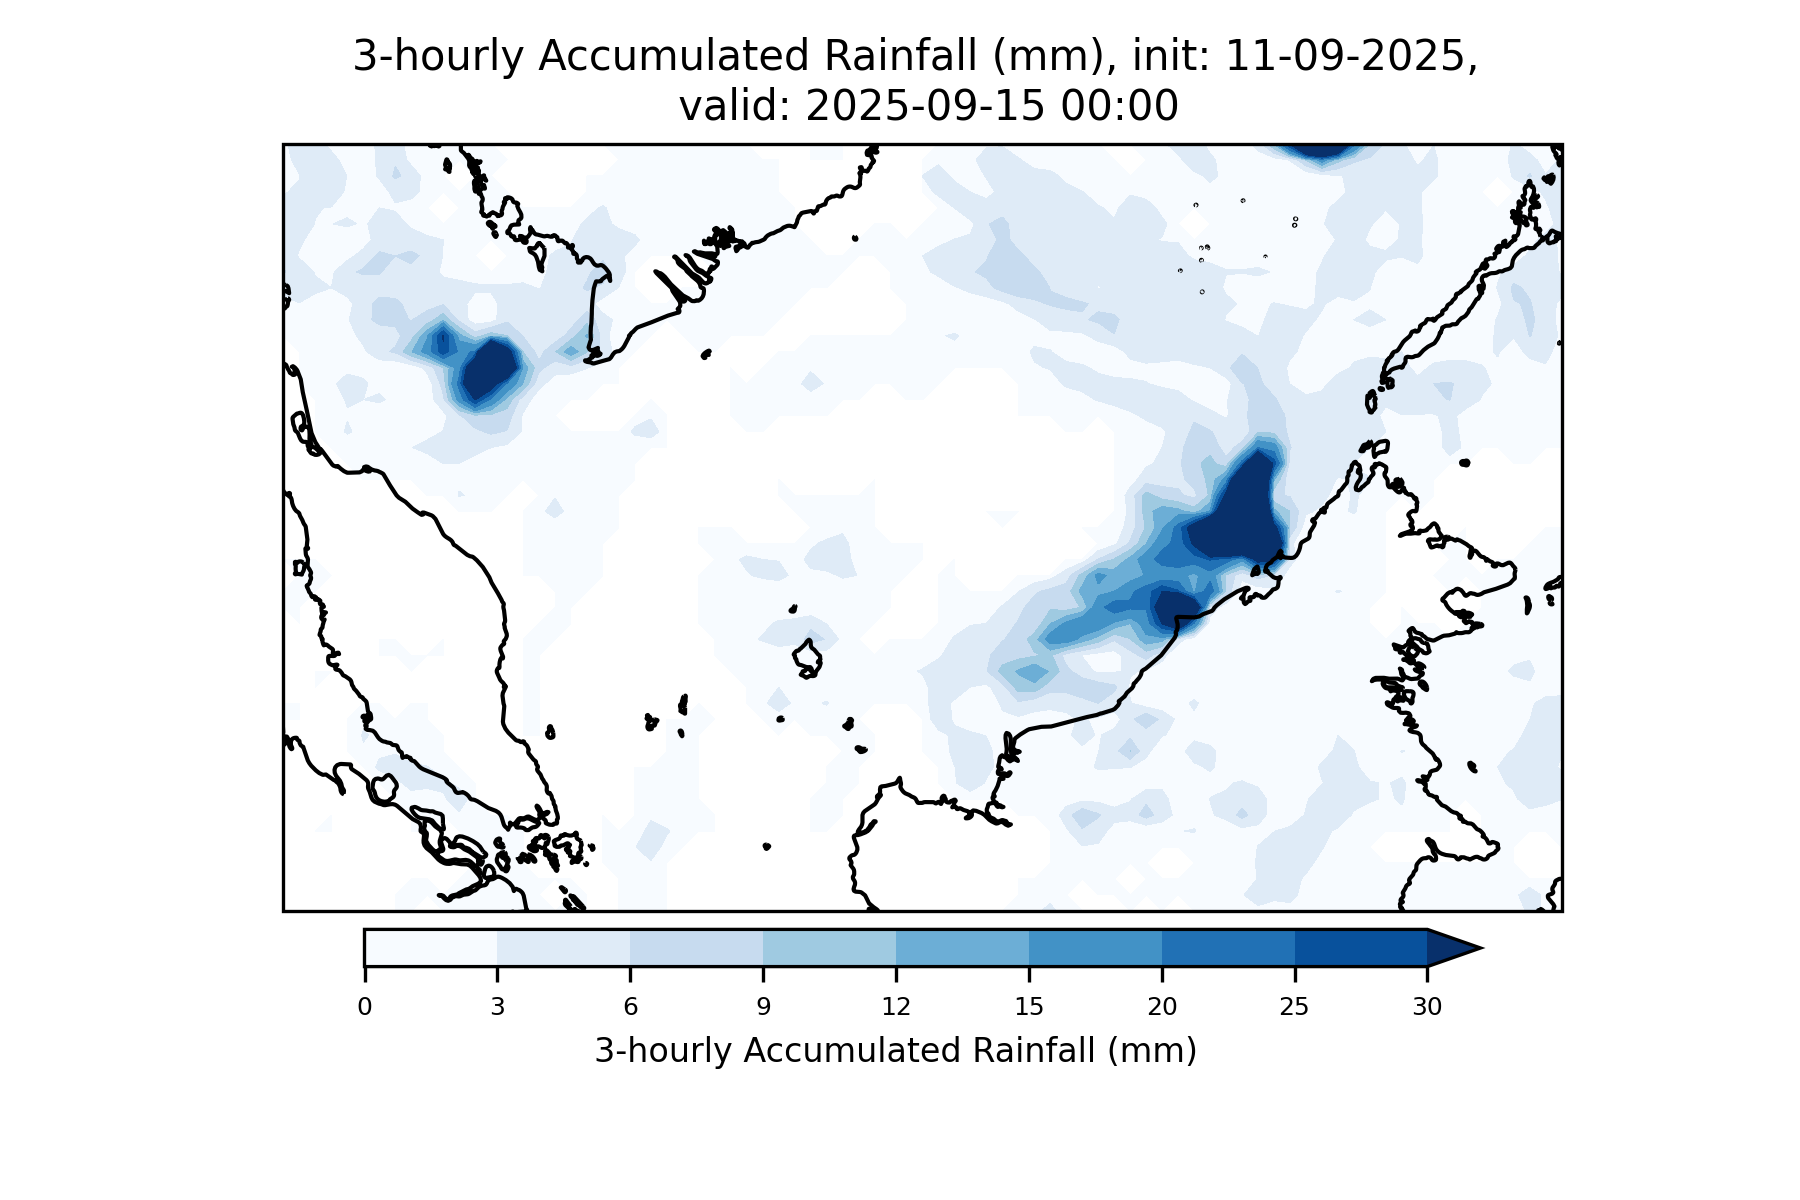 3-hourly Accumulated Rainfall (mm), init: 11-09-2025,
valid: 2025-09-15 00:00
0 3 6 9 12 15 20 25 30
3-hourly Accumulated Rainfall (mm)